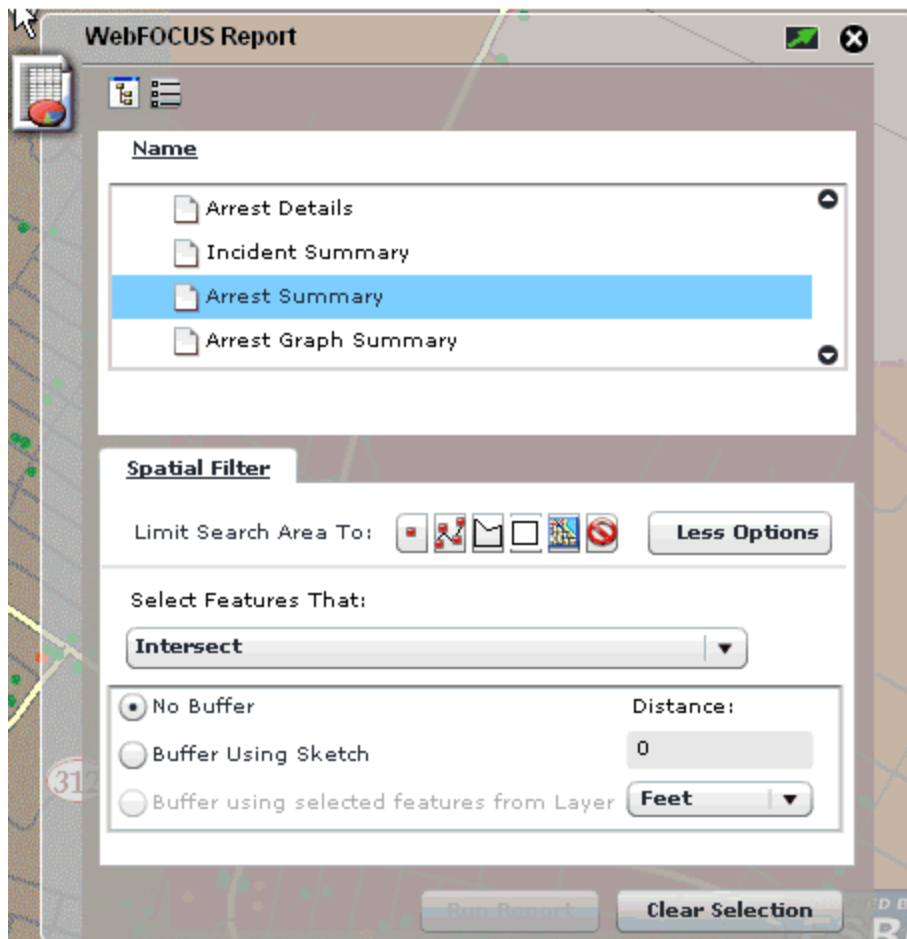 WebFOCUS Report
Name
Arrest Details
Incident Summary
Arrest Summary
Arrest Graph Summary
Spatial Filter
Limit Search Area To:
Less Options
Select Features That:
Intersect
No Buffer
Distance:
Buffer Using Sketch
0
312
Buffer using selected features from Layer
Feet
Run Report
Clear Selection